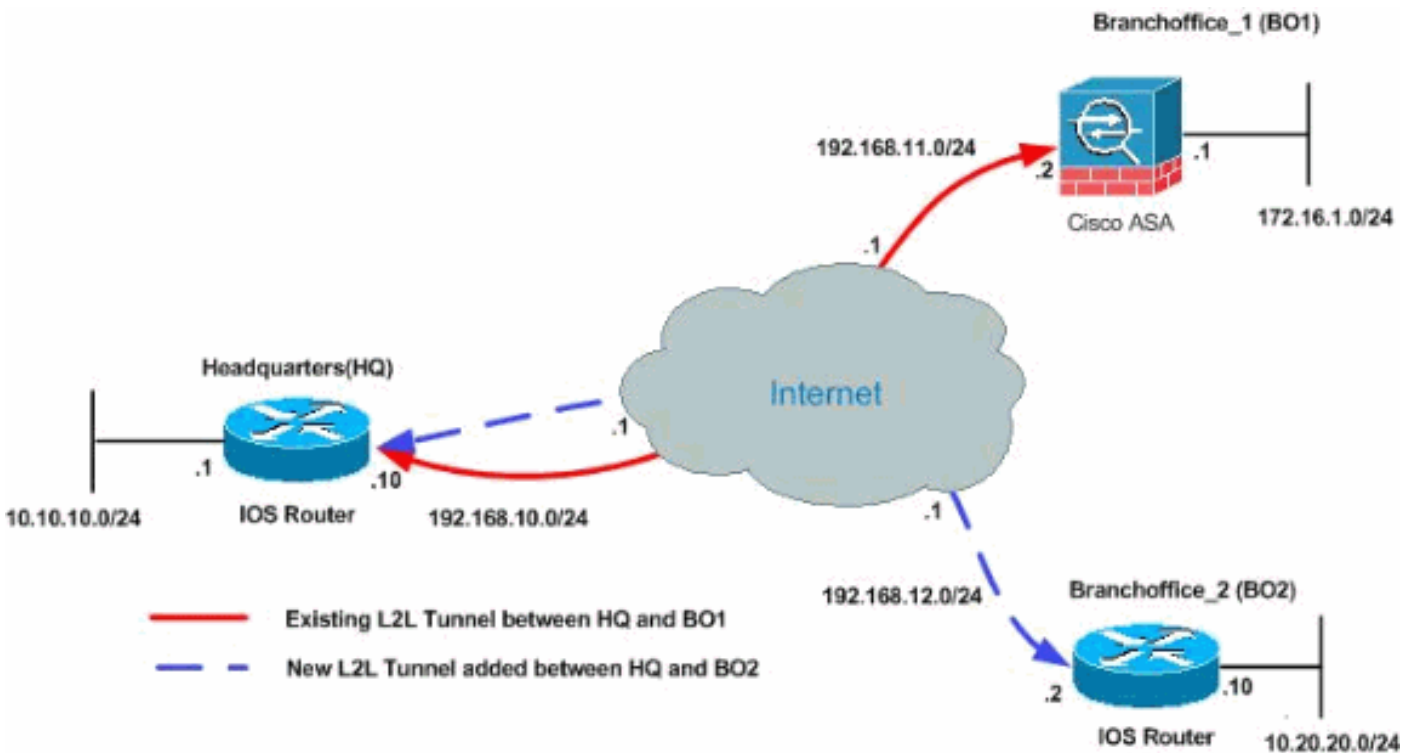 Branchoffice_1 (BO1)
192.168.11.0/24
.2
.1
Cisco ASA
172.16.1.0/24
.1
Headquarters(HQ)
Internet
.1
.1
.10
10.10.10.0/24
IOS Router
192.168.10.0/24
.1
192.168.12.0/24
Branchoffice_2 (BO2)
Existing L2L Tunnel between HQ and BO1
New L2L Tunnel added between HQ and BO2
.2
.10
IOS Router
10.20.20.0/24